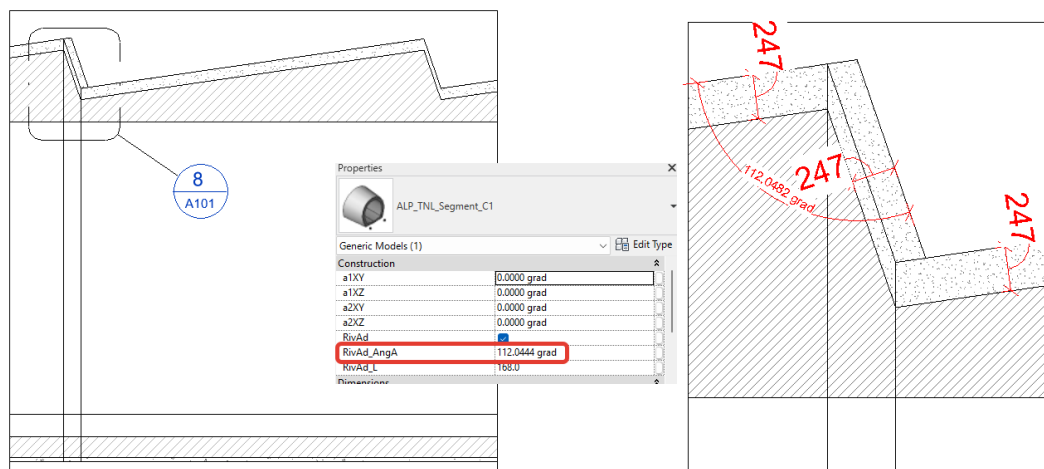 8
A101
Properties
ALP_TNL_Segment_C1
Generic Models (1)
Edit Type
Construction
a1XY 0.0000 grad
a1XZ 0.0000 grad
a2XY 0.0000 grad
a2XZ 0.0000 grad
RivAd
RivAd_AngA 112.0444 grad
RivAd_L 168.0
Dimensions
247
112.0482 grad
247
247